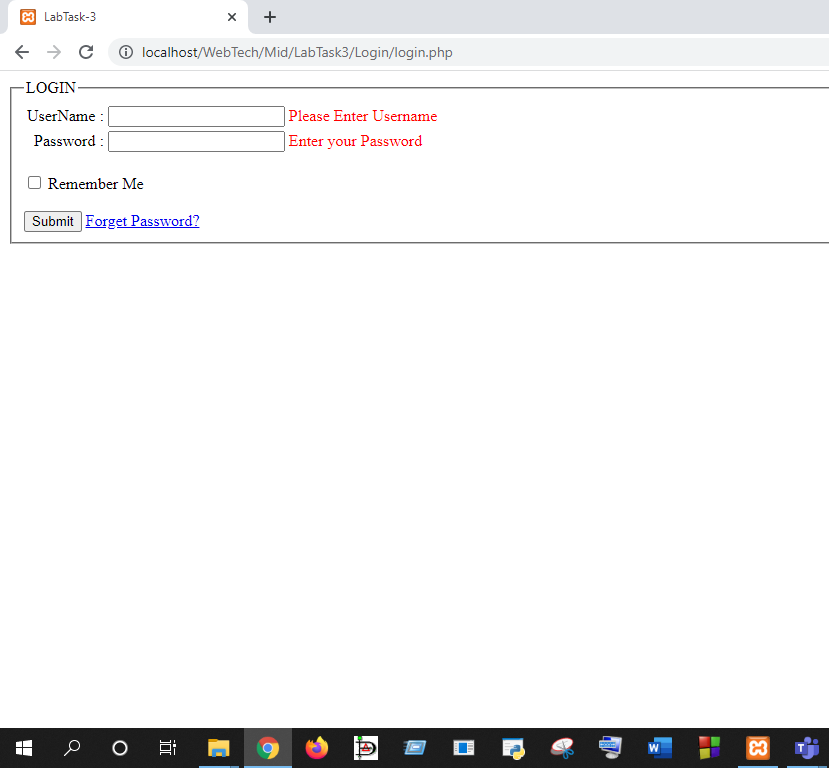 LabTask-3
localhost/WebTech/Mid/LabTask3/Login/login.php
LOGIN
UserName : Please Enter Username
Password : Enter your Password
Remember Me
Submit Forget Password?